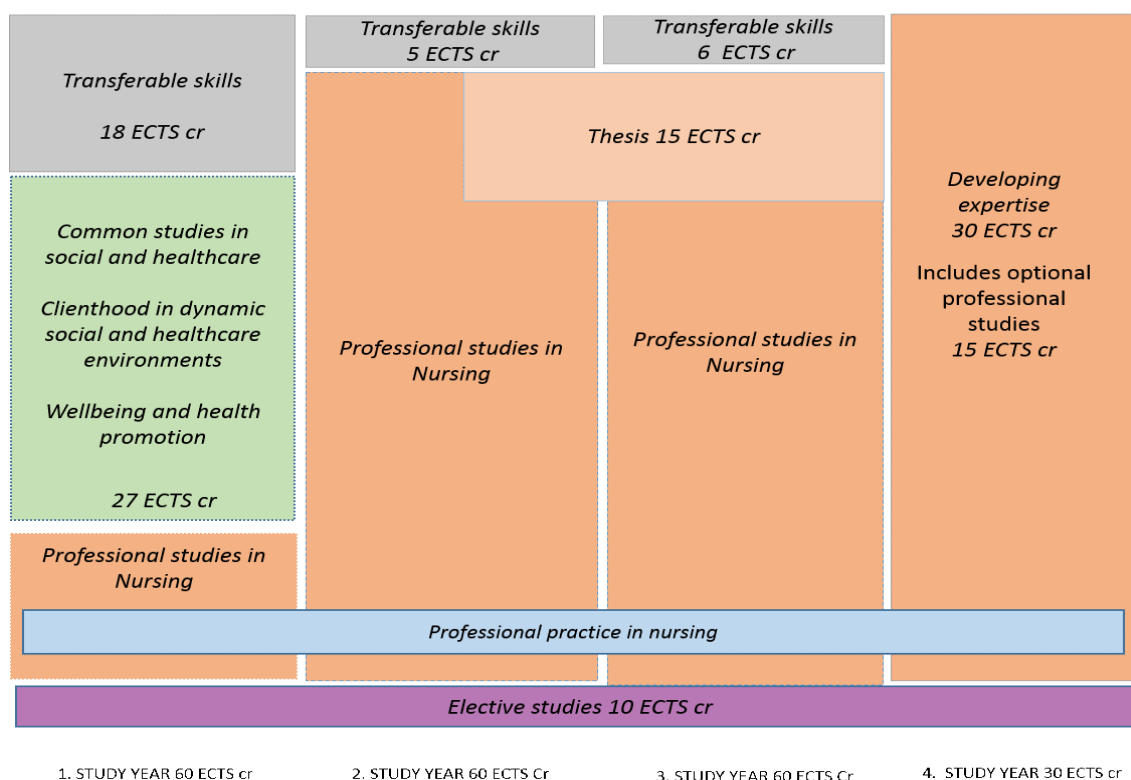 Transferable skills
18 ECTS cr
Common studies in
social and healthcare
Clienthood in dynamic
social and healthcare
environments
Wellbeing and health
promotion
27 ECTS cr
Professional studies in
Nursing
Transferable skills
5 ECTS cr
Transferable skills
6 ECTS cr
Thesis 15 ECTS cr
Professional studies in
Nursing
Professional studies in
Nursing
Developing
expertise
30 ECTS cr
Includes optional
professional
studies
15 ECTS cr
Professional practice in nursing
Elective studies 10 ECTS cr
1. STUDY YEAR 60 ECTS cr
2. STUDY YEAR 60 ECTS Cr
3. STUDY YEAR 60 ECTS Cr
4. STUDY YEAR 30 ECTS cr